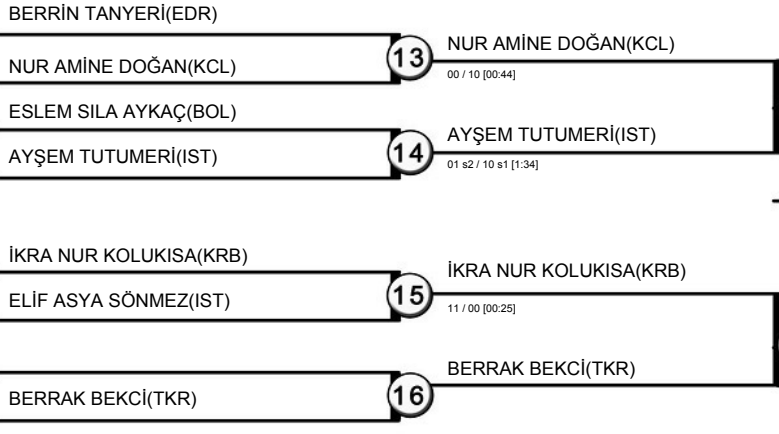 BERRİN TANYERİ(EDR)
NUR AMİNE DOĞAN(KCL)
13
NUR AMİNE DOĞAN(KCL)
00 / 10 [00:44]
ESLEM SILA AYKAÇ(BOL)
AYŞEM TUTUMERİ(IST)
14
AYŞEM TUTUMERİ(IST)
01 s2 / 10 s1 [1:34]
İKRA NUR KOLUKISA(KRB)
ELİF ASYA SÖNMEZ(IST)
15
İKRA NUR KOLUKISA(KRB)
11 / 00 [00:25]
BERRAK BEKCİ(TKR)
16
BERRAK BEKCİ(TKR)